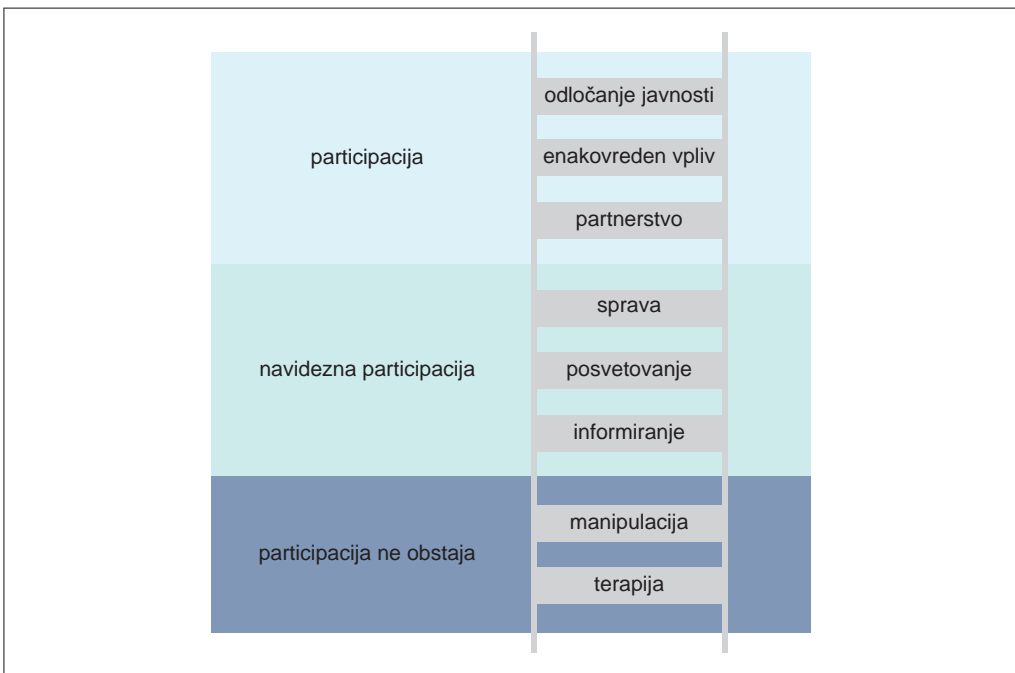 odločanje javnosti
participacija
enakovreden vpliv
partnerstvo
sprava
navidezna participacija
posvetovanje
informiranje
manipulacija
participacija ne obstaja
terapija